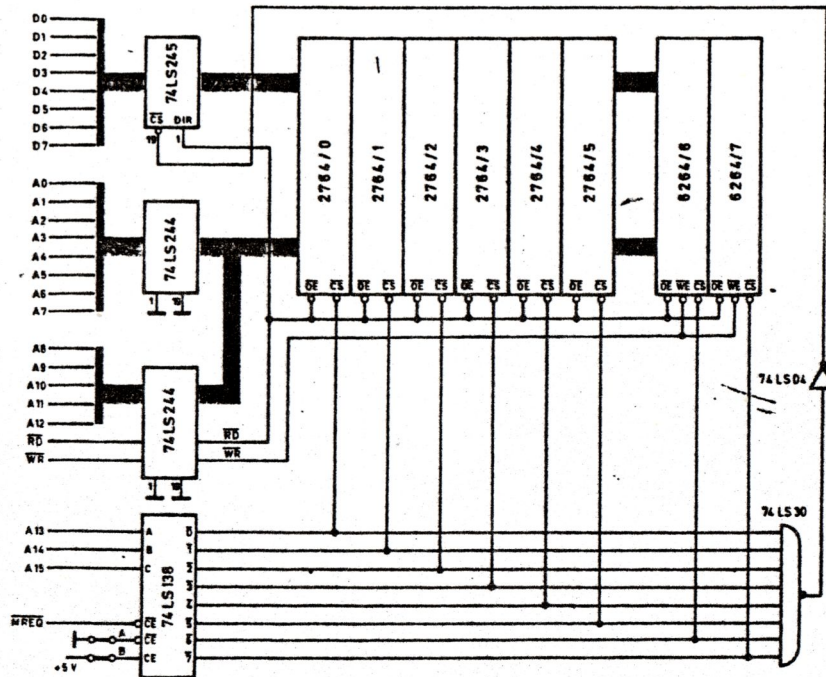 D0
D1
D2
D3
D4
D5
D6
D7
74LS245
CS DIR
19 1
A0
A1
A2
A3
A4
A5
A6
A7
74LS244
1 19
A8
A9
A10
A11
A12
RD
WR
74LS244
RD
WR
1 19
2764/0
2764/1
2764/2
2764/3
2764/4
2764/5
6264/6
6264/7
OE CS OE CS OE CS OE CS OE CS OE CS OE WE CS OE WE CS
74LS04
74LS30
A13
A14
A15
MREQ
+5V
A
B
A
B
C
CE
CE
CE
74LS138
0
1
2
3
4
5
6
7